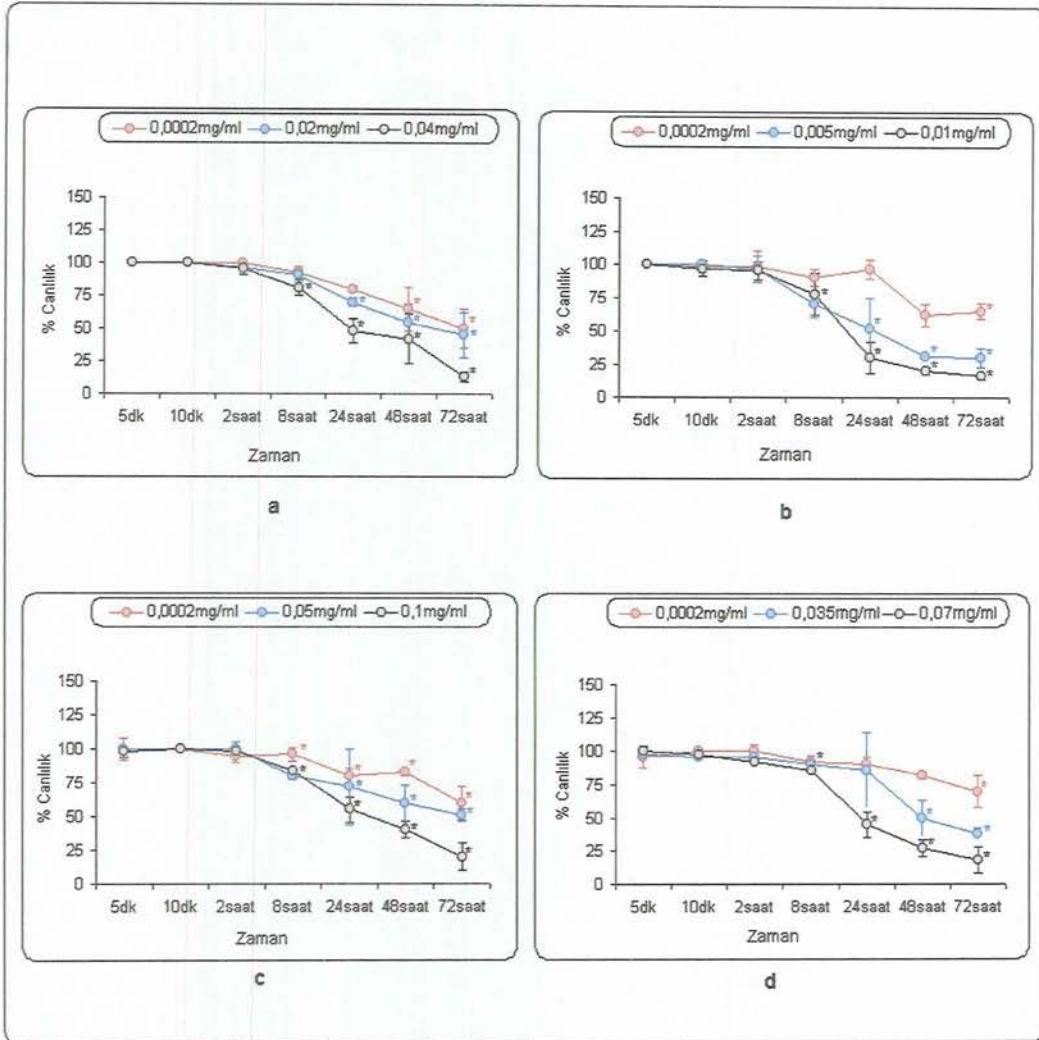 0,0002mg/ml 0,02mg/ml 0,04mg/ml
150
125
100
75
50
25
0
% Canlılık
5dk 10dk 2saat 8saat 24saat 48saat 72saat
Zaman
a
0,0002mg/ml 0,005mg/ml 0,01mg/ml
150
125
100
75
50
25
0
% Canlılık
5dk 10dk 2saat 8saat 24saat 48saat 72saat
Zaman
b
0,0002mg/ml 0,05mg/ml 0,1mg/ml
150
125
100
75
50
25
0
% Canlılık
5dk 10dk 2saat 8saat 24saat 48saat 72saat
Zaman
c
0,0002mg/ml 0,035mg/ml 0,07mg/ml
150
125
100
75
50
25
0
% Canlılık
5dk 10dk 2saat 8saat 24saat 48saat 72saat
Zaman
d